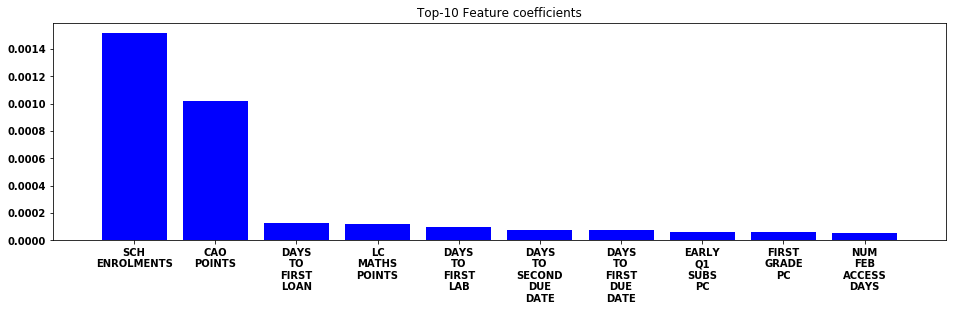 Top-10 Feature coefficients
0.0014
0.0012
0.0010
0.0008
0.0006
0.0004
0.0002
0.0000
SCH
ENROLMENTS
CAO
POINTS
DAYS
TO
FIRST
LOAN
LC
MATHS
POINTS
DAYS
TO
FIRST
LAB
DAYS
TO
SECOND
DUE
DATE
DAYS
TO
FIRST
DUE
DATE
EARLY
Q1
SUBS
PC
FIRST
GRADE
PC
NUM
FEB
ACCESS
DAYS